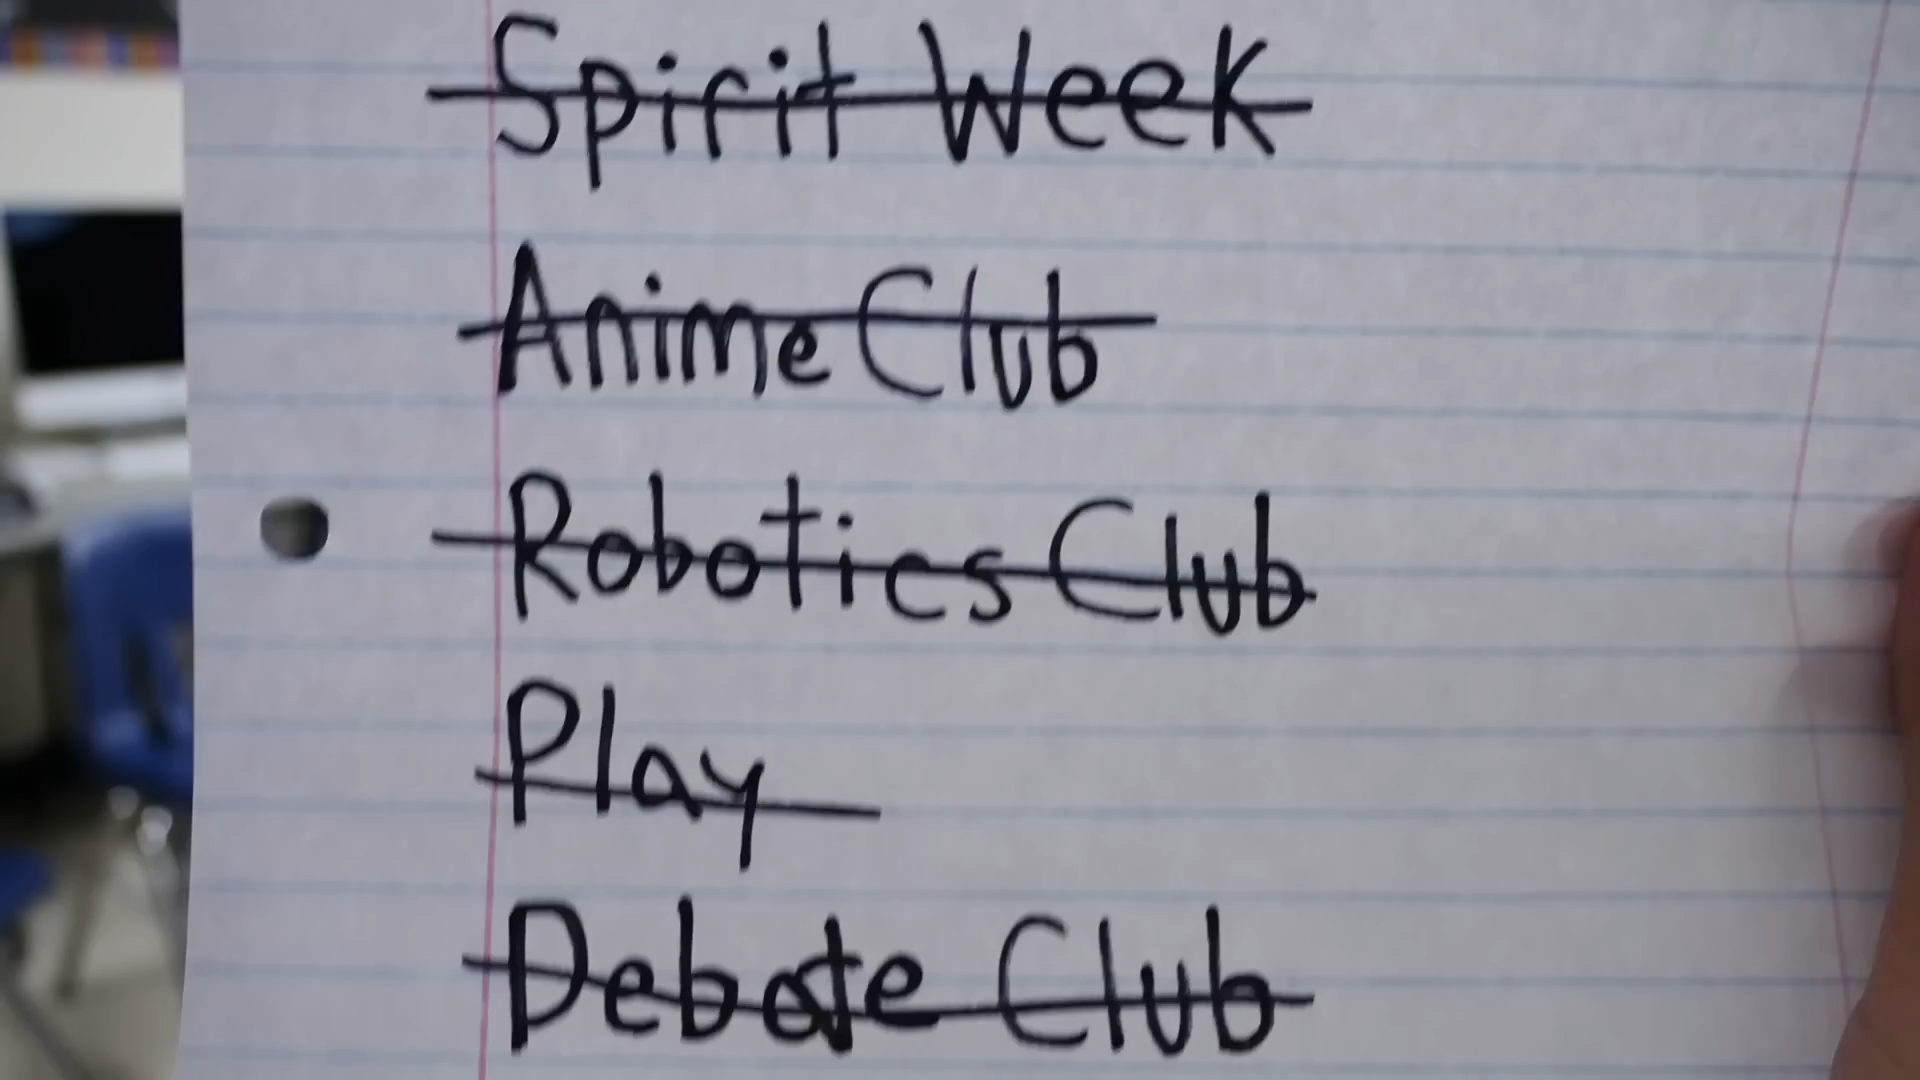 Spirit Week
Anime Club
Robotics Club
Play
Debate Club